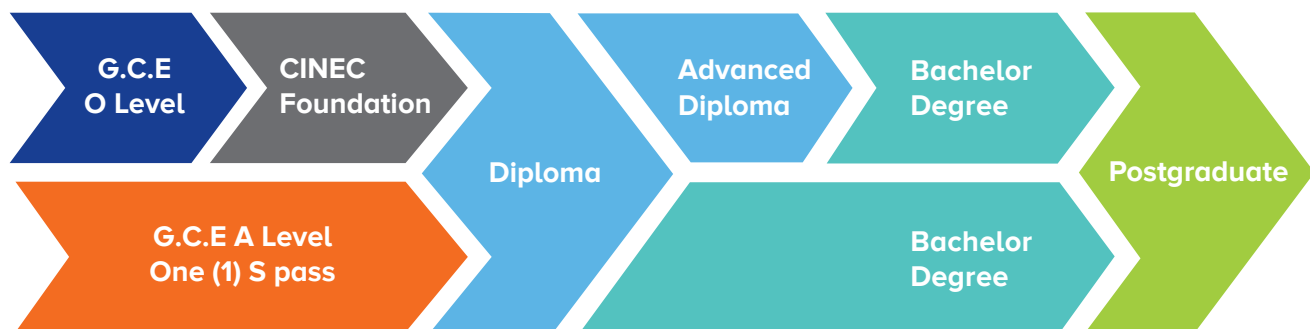 G.C.E
O Level
CINEC
Foundation
G.C.E A Level
One (1) S pass
Diploma
Advanced
Diploma
Bachelor
Degree
Bachelor
Degree
Postgraduate